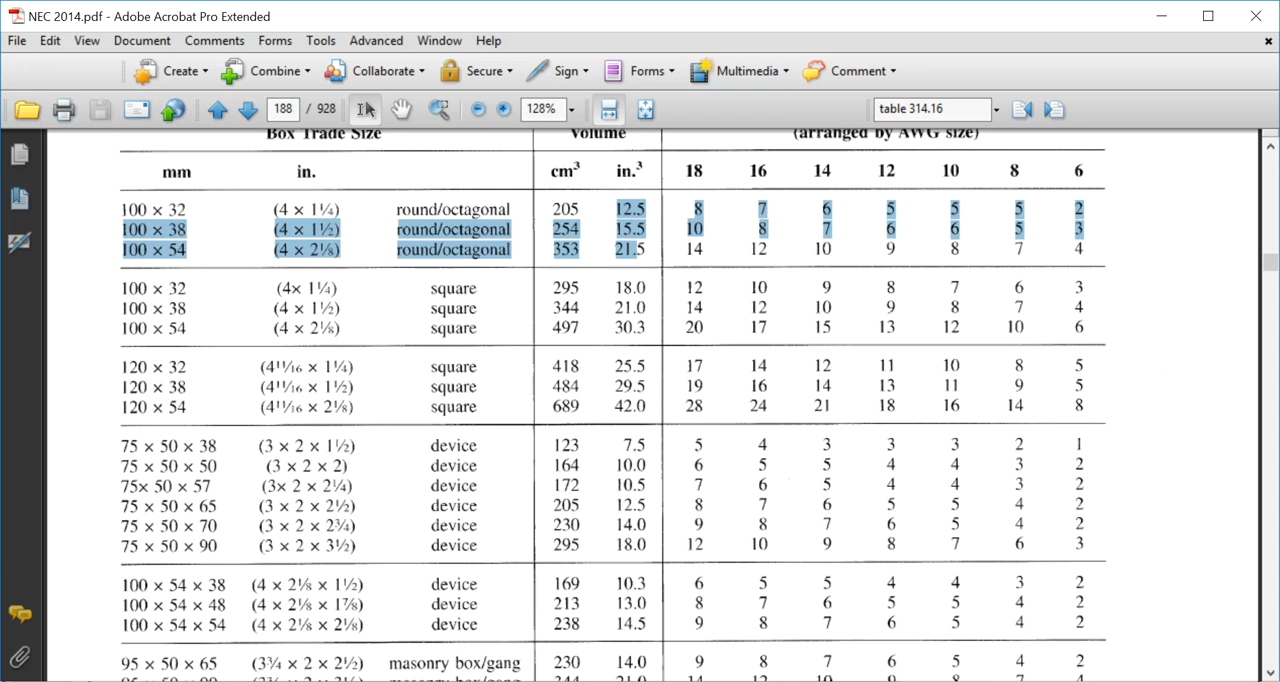 NEC 2014.pdf - Adobe Acrobat Pro Extended
File Edit View Document Comments Forms Tools Advanced Window Help
Create Combine Collaborate Secure Sign Forms Multimedia Comment
188 / 928 128% table 314.16
Box Trade Size Volume (arranged by AWG size)
mm in. cm³ in.³ 18 16 14 12 10 8 6
100 × 32 (4 × 1¼) round/octagonal 205 12.5 8 7 6 5 5 5 2
100 × 38 (4 × 1½) round/octagonal 254 15.5 10 8 7 6 6 5 3
100 × 54 (4 × 2⅛) round/octagonal 353 21.5 14 12 10 9 8 7 4
100 × 32 (4× 1¼) square 295 18.0 12 10 9 8 7 6 3
100 × 38 (4 × 1½) square 344 21.0 14 12 10 9 8 7 4
100 × 54 (4 × 2⅛) square 497 30.3 20 17 15 13 12 10 6
120 × 32 (4¹¹⁄₁₆ × 1¼) square 418 25.5 17 14 12 11 10 8 5
120 × 38 (4¹¹⁄₁₆ × 1½) square 484 29.5 19 16 14 13 11 9 5
120 × 54 (4¹¹⁄₁₆ × 2⅛) square 689 42.0 28 24 21 18 16 14 8
75 × 50 × 38 (3 × 2 × 1½) device 123 7.5 5 4 3 3 3 2 1
75 × 50 × 50 (3 × 2 × 2) device 164 10.0 6 5 5 4 4 3 2
75× 50 × 57 (3× 2 × 2¼) device 172 10.5 7 6 5 4 4 3 2
75 × 50 × 65 (3 × 2 × 2½) device 205 12.5 8 7 6 5 5 4 2
75 × 50 × 70 (3 × 2 × 2¾) device 230 14.0 9 8 7 6 5 4 2
75 × 50 × 90 (3 × 2 × 3½) device 295 18.0 12 10 9 8 7 6 3
100 × 54 × 38 (4 × 2⅛ × 1½) device 169 10.3 6 5 5 4 4 3 2
100 × 54 × 48 (4 × 2⅛ × 1⅞) device 213 13.0 8 7 6 5 5 4 2
100 × 54 × 54 (4 × 2⅛ × 2⅛) device 238 14.5 9 8 7 6 5 4 2
95 × 50 × 65 (3¾ × 2 × 2½) masonry box/gang 230 14.0 9 8 7 6 5 4 2